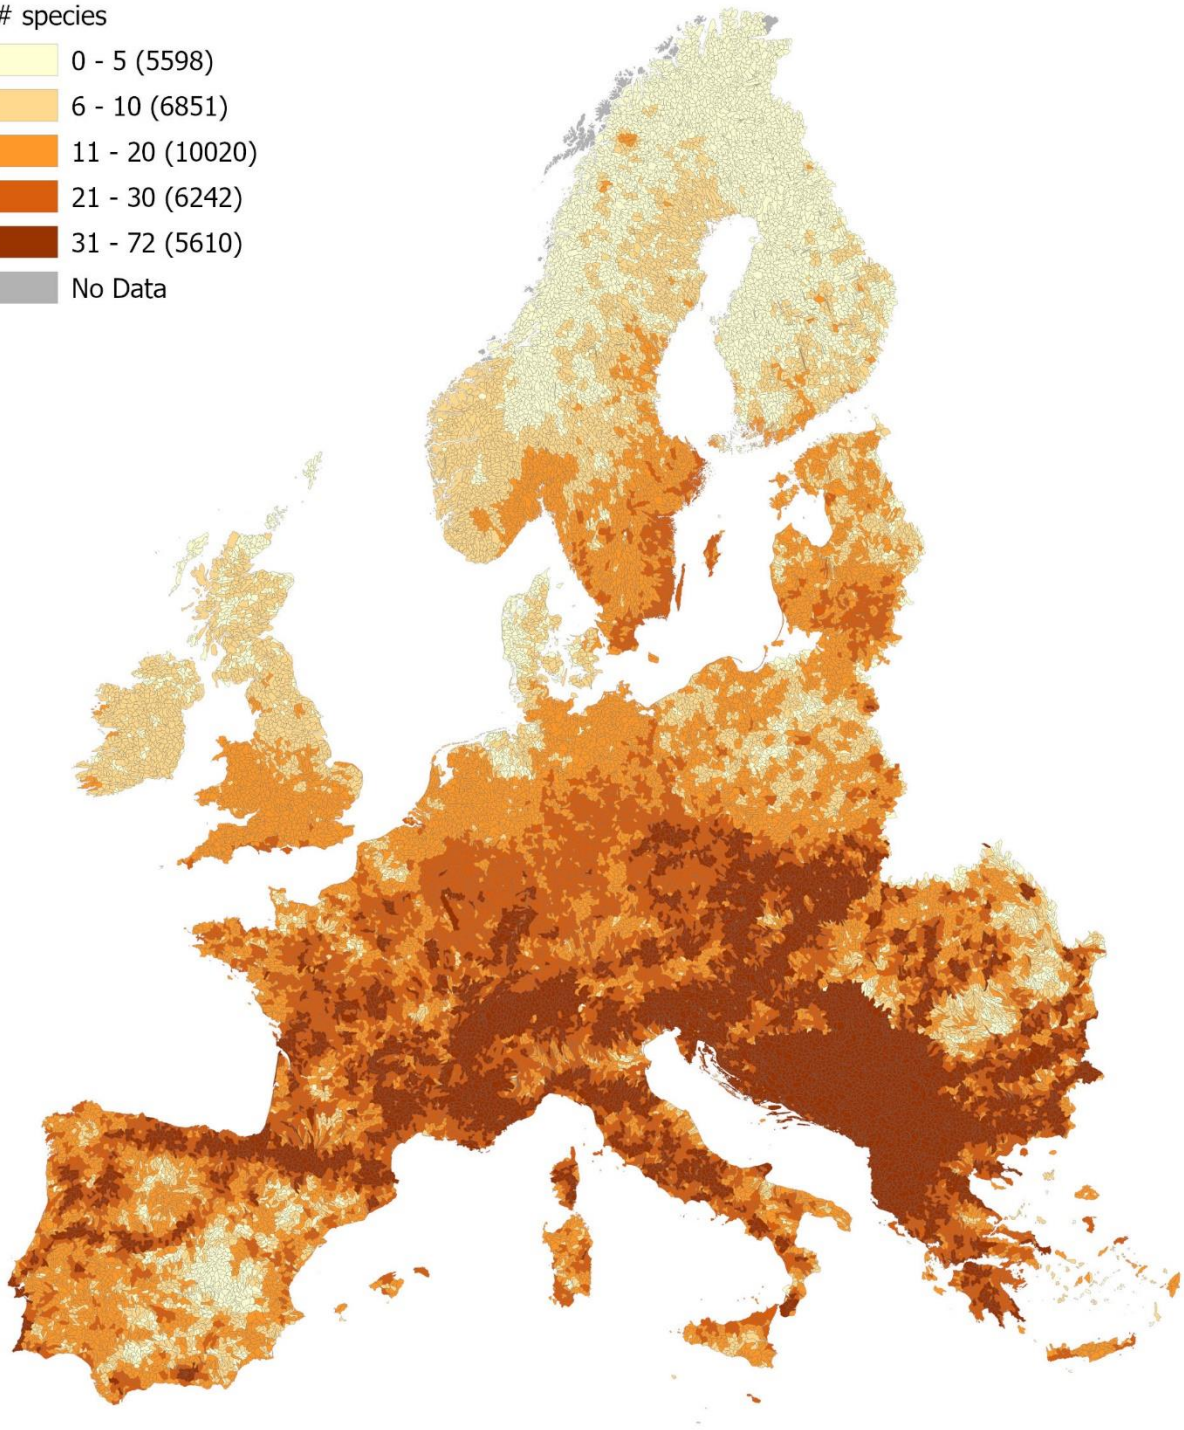 # species
0 - 5 (5598)
6 - 10 (6851)
11 - 20 (10020)
21 - 30 (6242)
31 - 72 (5610)
No Data